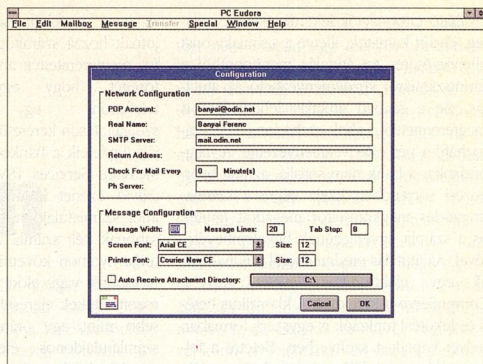 PC Eudora
File Edit Mailbox Message Transfer Special Window Help
Configuration
Network Configuration
POP Account: banyai@odin.net
Real Name: Banyai Ferenc
SMTP Server: mail.odin.net
Return Address:
Check For Mail Every 0 Minute(s)
Ph Server:
Message Configuration
Message Width: 80 Message Lines: 20 Tab Stop: 8
Screen Font: Arial CE Size: 12
Printer Font: Courier New CE Size: 12
Auto Receive Attachment Directory: C:\
Cancel OK